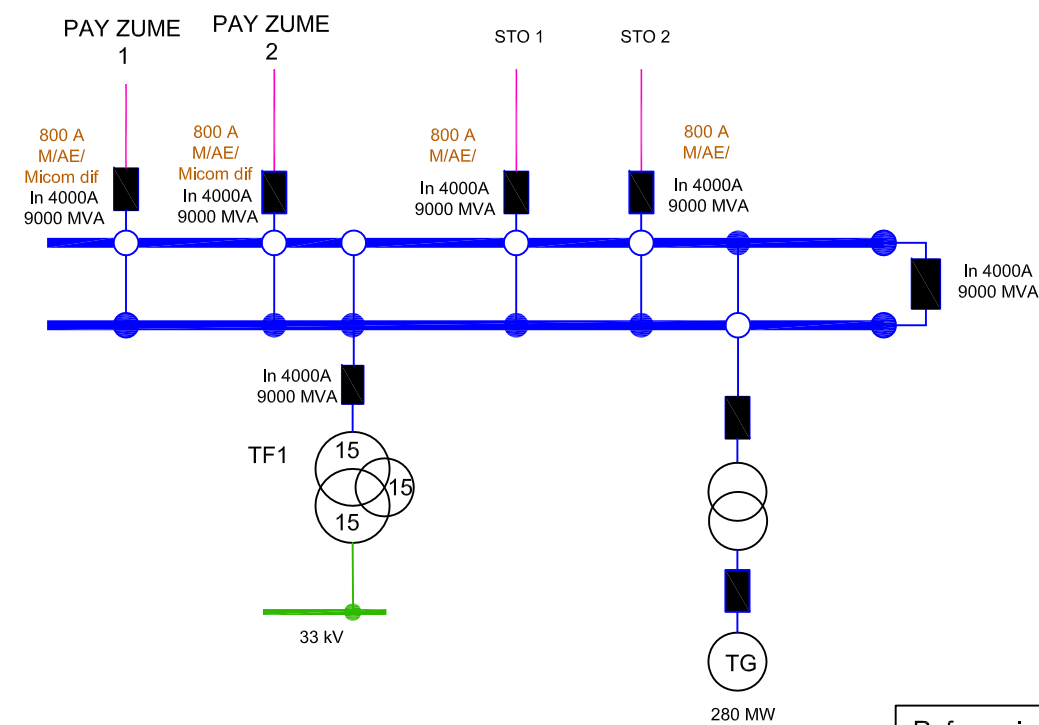 PAY ZUME
1
PAY ZUME
2
STO 1
STO 2
800 A
M/AE/
Micom dif
In 4000A
9000 MVA
800 A
M/AE/
Micom dif
In 4000A
9000 MVA
800 A
M/AE/
In 4000A
9000 MVA
800 A
M/AE/
In 4000A
9000 MVA
In 4000A
9000 MVA
In 4000A
9000 MVA
TF1
15
15
15
33 kV
TG
280 MW